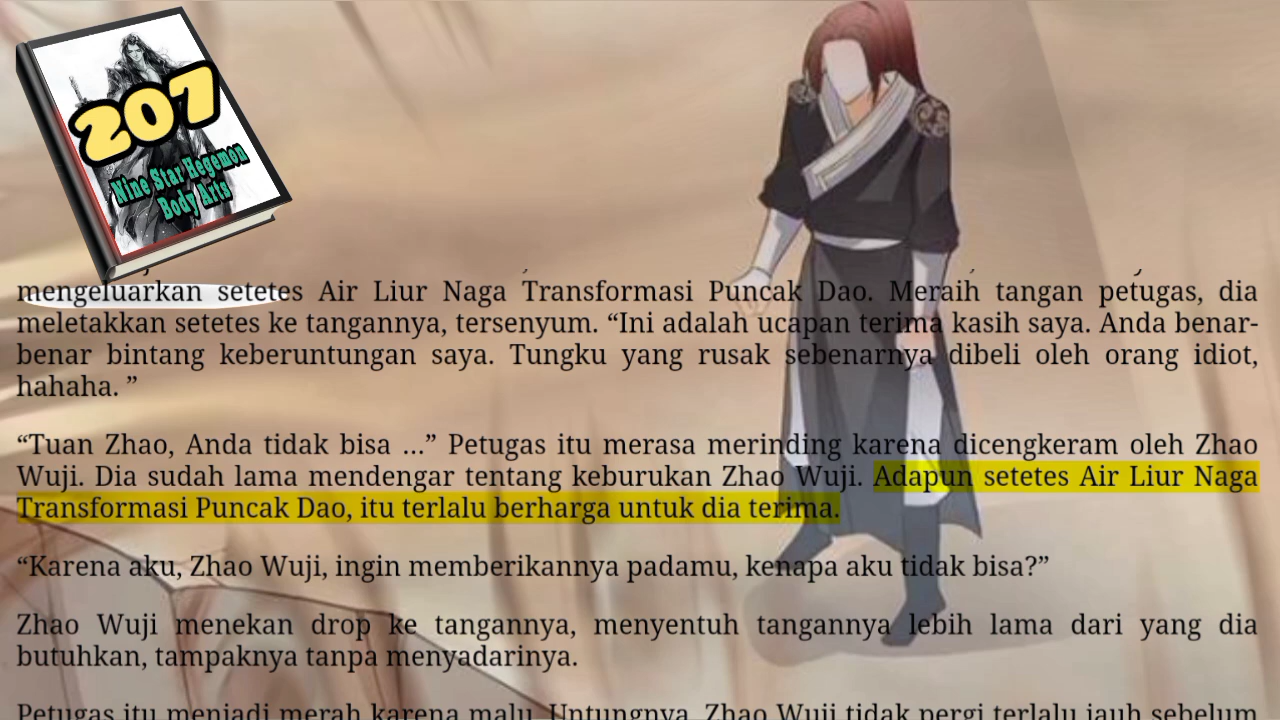 207
Nine Star Hegemon
Body Arts
mengeluarkan setetes Air Liur Naga Transformasi Puncak Dao. Meraih tangan petugas, dia
meletakkan setetes ke tangannya, tersenyum. “Ini adalah ucapan terima kasih saya. Anda benar-
benar bintang keberuntungan saya. Tungku yang rusak sebenarnya dibeli oleh orang idiot,
hahaha. ”
“Tuan Zhao, Anda tidak bisa ...” Petugas itu merasa merinding karena dicengkeram oleh Zhao
Wuji. Dia sudah lama mendengar tentang keburukan Zhao Wuji. Adapun setetes Air Liur Naga
Transformasi Puncak Dao, itu terlalu berharga untuk dia terima.
“Karena aku, Zhao Wuji, ingin memberikannya padamu, kenapa aku tidak bisa?”
Zhao Wuji menekan drop ke tangannya, menyentuh tangannya lebih lama dari yang dia
butuhkan, tampaknya tanpa menyadarinya.
Petugas itu menjadi merah karena malu. Untungnya, Zhao Wuji tidak pergi terlalu jauh sebelum